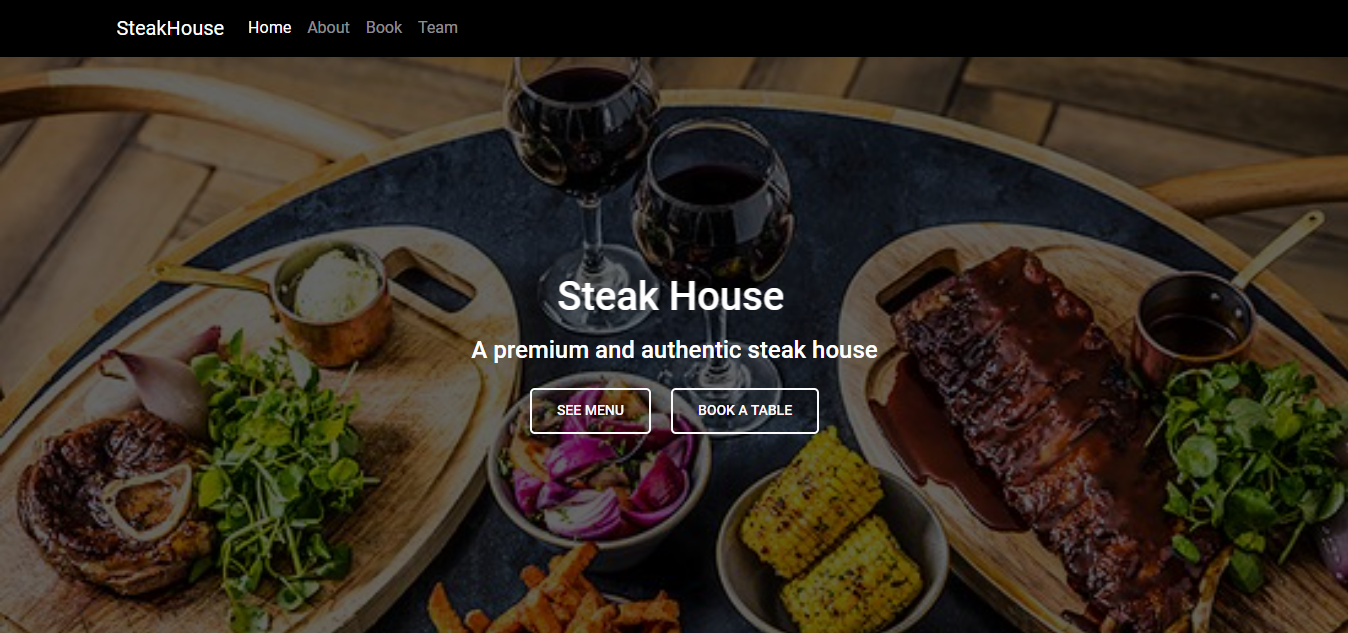 SteakHouse Home About Book Team
Steak House
A premium and authentic steak house
SEE MENU BOOK A TABLE